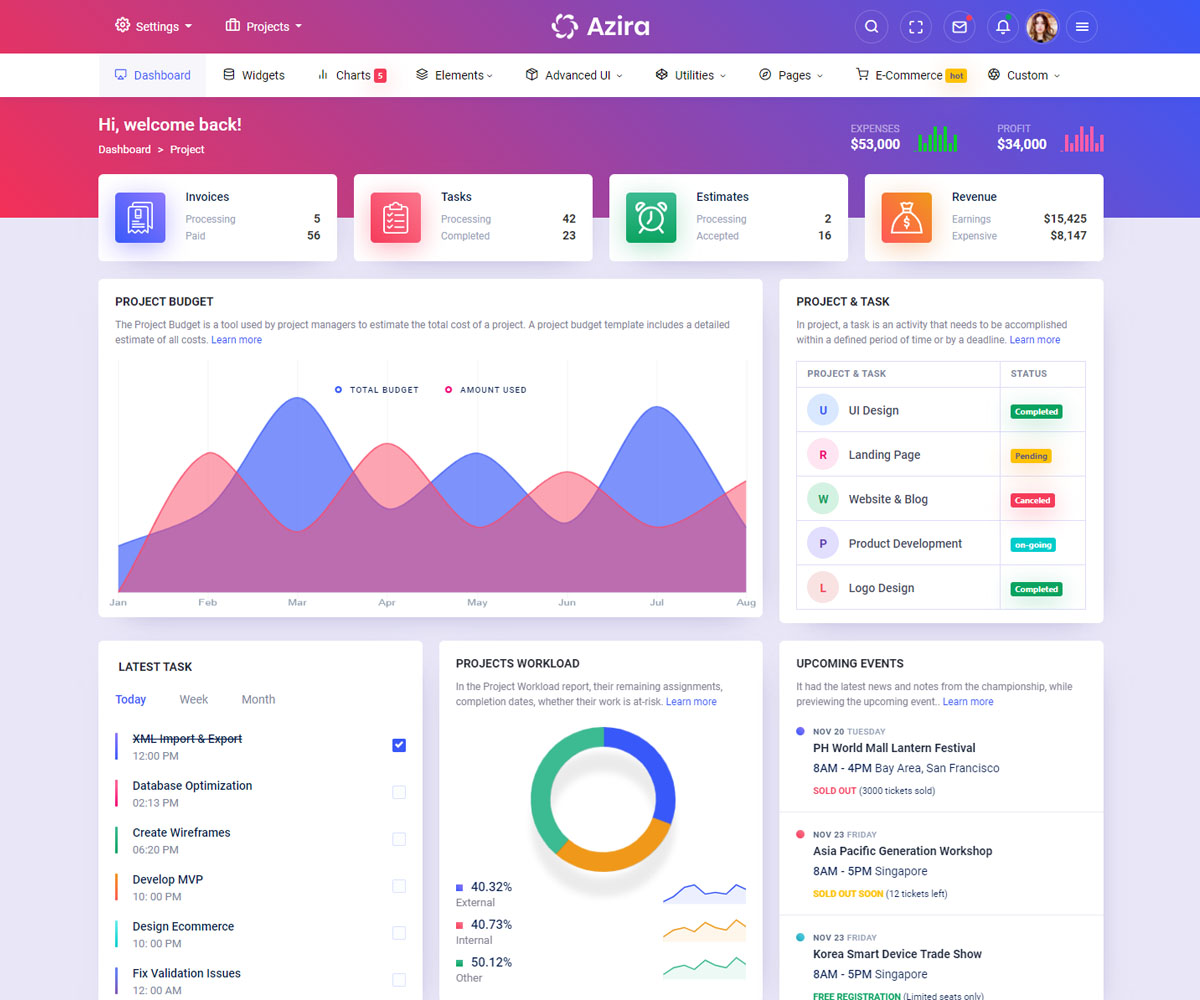 Settings Projects Azira
Dashboard Widgets Charts 5 Elements Advanced UI Utilities Pages E-Commerce hot Custom
Hi, welcome back!
Dashboard > Project
EXPENSES
$53,000
PROFIT
$34,000
Invoices
Processing 5
Paid 56
Tasks
Processing 42
Completed 23
Estimates
Processing 2
Accepted 16
Revenue
Earnings $15,425
Expensive $8,147
PROJECT BUDGET
The Project Budget is a tool used by project managers to estimate the total cost of a project. A project budget template includes a detailed
estimate of all costs. Learn more
TOTAL BUDGET AMOUNT USED
Jan Feb Mar Apr May Jun Jul Aug
PROJECT & TASK
In project, a task is an activity that needs to be accomplished
within a defined period of time or by a deadline. Learn more
PROJECT & TASK STATUS
U UI Design Completed
R Landing Page Pending
W Website & Blog Canceled
P Product Development on-going
L Logo Design Completed
LATEST TASK
Today Week Month
XML Import & Export
12:00 PM
Database Optimization
02:13 PM
Create Wireframes
06:20 PM
Develop MVP
10: 00 PM
Design Ecommerce
10: 00 PM
Fix Validation Issues
12: 00 AM
PROJECTS WORKLOAD
In the Project Workload report, their remaining assignments,
completion dates, whether their work is at-risk. Learn more
40.32%
External
40.73%
Internal
50.12%
Other
UPCOMING EVENTS
It had the latest news and notes from the championship, while
previewing the upcoming event.. Learn more
NOV 20 TUESDAY
PH World Mall Lantern Festival
8AM - 4PM Bay Area, San Francisco
SOLD OUT (3000 tickets sold)
NOV 23 FRIDAY
Asia Pacific Generation Workshop
8AM - 5PM Singapore
SOLD OUT SOON (12 tickets left)
NOV 23 FRIDAY
Korea Smart Device Trade Show
8AM - 5PM Singapore
FREE REGISTRATION (Limited seats only)